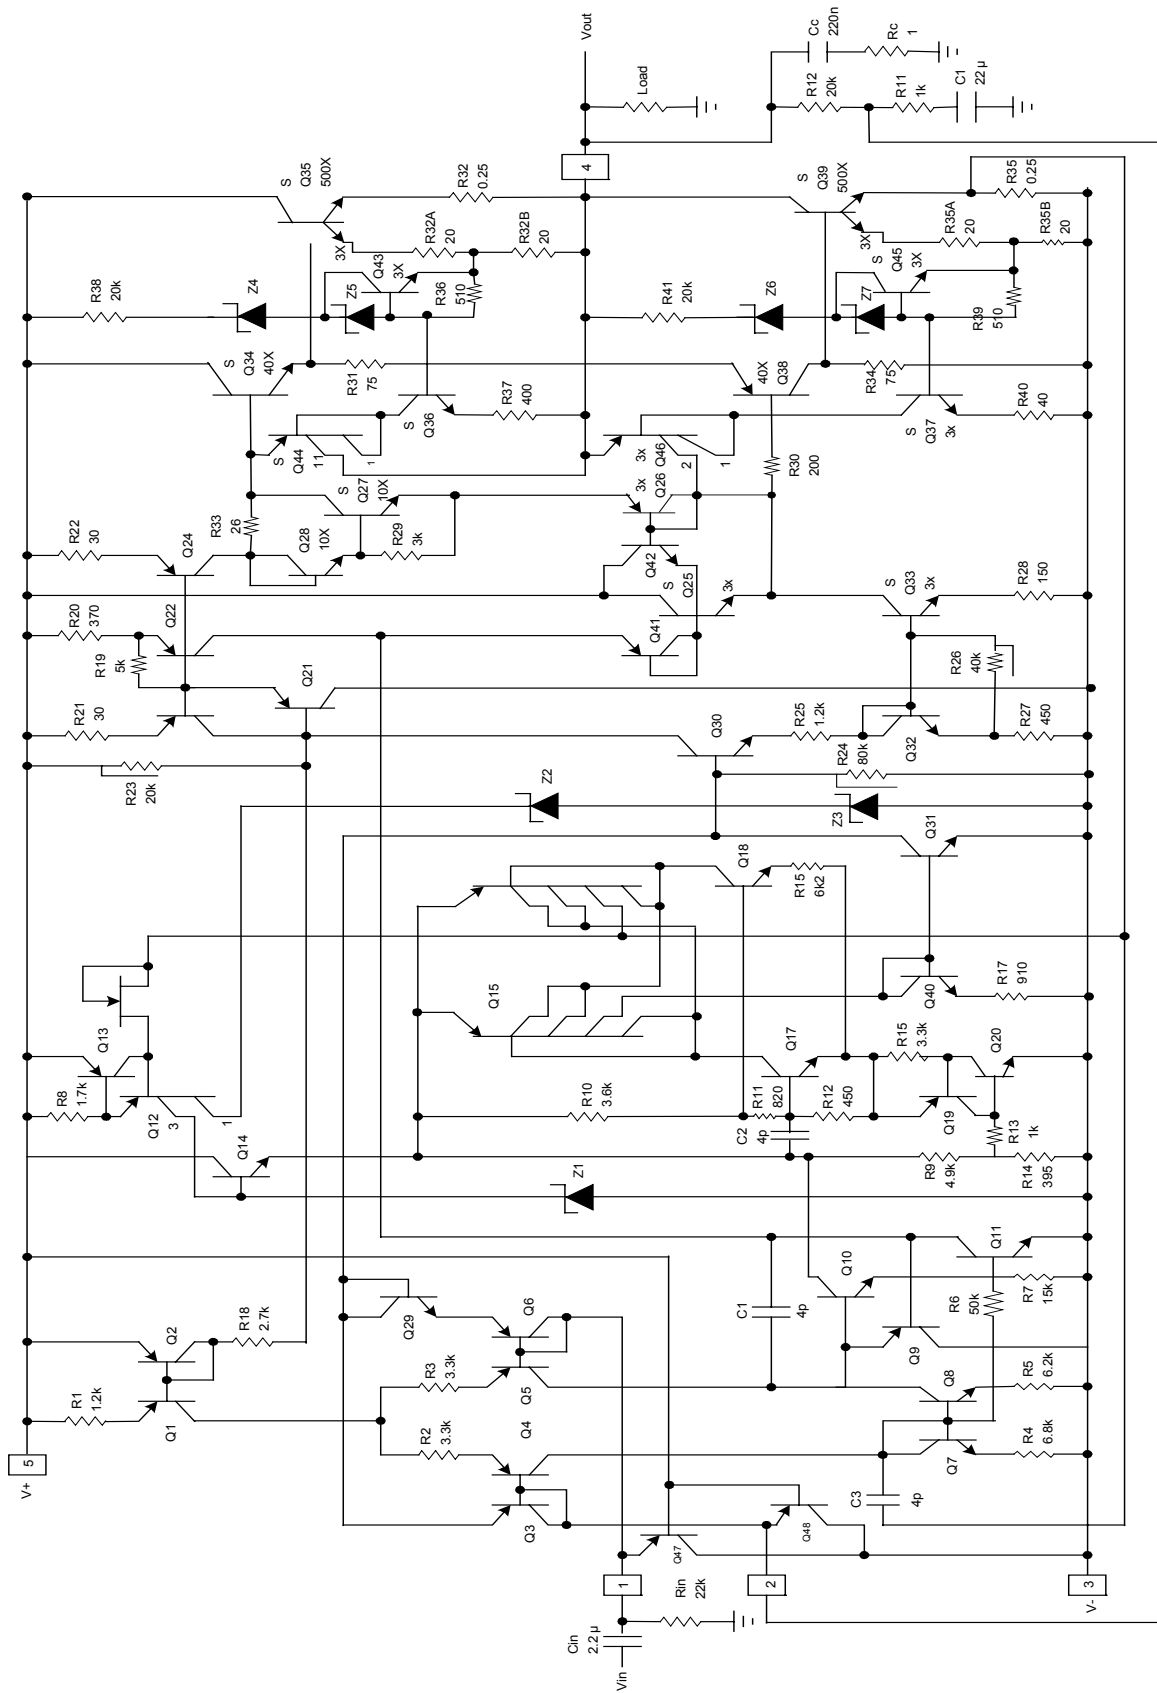 V+
5
R1
1.2k
Q1
Q2
R18
2.7k
R8
1.7k
Q12
3
1
Q13
Q14
R23
20k
R21
30
R19
5k
R20
370
Q22
Q21
R22
30
Q24
R33
26
Q28
10X
S
Q27
10X
R29
3k
S
Q34
40X
S
Q44
11
1
R31
75
S
Q36
R37
400
R38
20k
Z4
Z5
Q43
3X
R36
510
S
Q35
500X
3X
R32A
20
R32B
20
R32
0.25
4
Vout
Load
Cc
220n
Rc
1
R12
20k
R11
1k
C1
22 µ
Q29
Q6
R3
3.3k
Q5
Q4
R2
3.3k
Q3
Q15
R10
3.6k
Z1
Z2
Z3
Q18
R15
6k2
Q30
R25
1.2k
R24
80k
Q32
R26
40k
R27
450
Q31
Q41
Q42
S
Q25
3x
3x
Q26
3x
Q46
2
1
S
Q33
3x
R28
150
R30
200
40X
Q38
R34
75
S
Q37
3x
R40
40
R41
20k
Z6
Z7
S
Q45
3X
R39
510
S
Q39
500X
3X
R35A
20
R35B
20
R35
0.25
Vin
Cin
2.2 µ
Rin
22k
1
2
3
V-
Q47
Q48
C3
4p
Q7
Q8
R4
6.8k
R5
6.2k
C1
4p
Q9
Q10
Q11
R6
50k
R7
15k
C2
4p
R11
820
R12
450
Q17
R15
3.3k
Q19
Q20
R13
1k
R9
4.9k
R14
395
Q40
R17
910